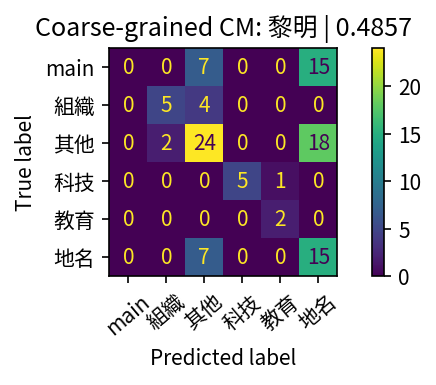 Coarse-grained CM: 黎明 | 0.4857
True label
main 0 0 7 0 0 15
組織 0 5 4 0 0 0
其他 0 2 24 0 0 18
科技 0 0 0 5 1 0
教育 0 0 0 0 2 0
地名 0 0 7 0 0 15
main 組織 其他 科技 教育 地名
Predicted label
20
15
10
5
0